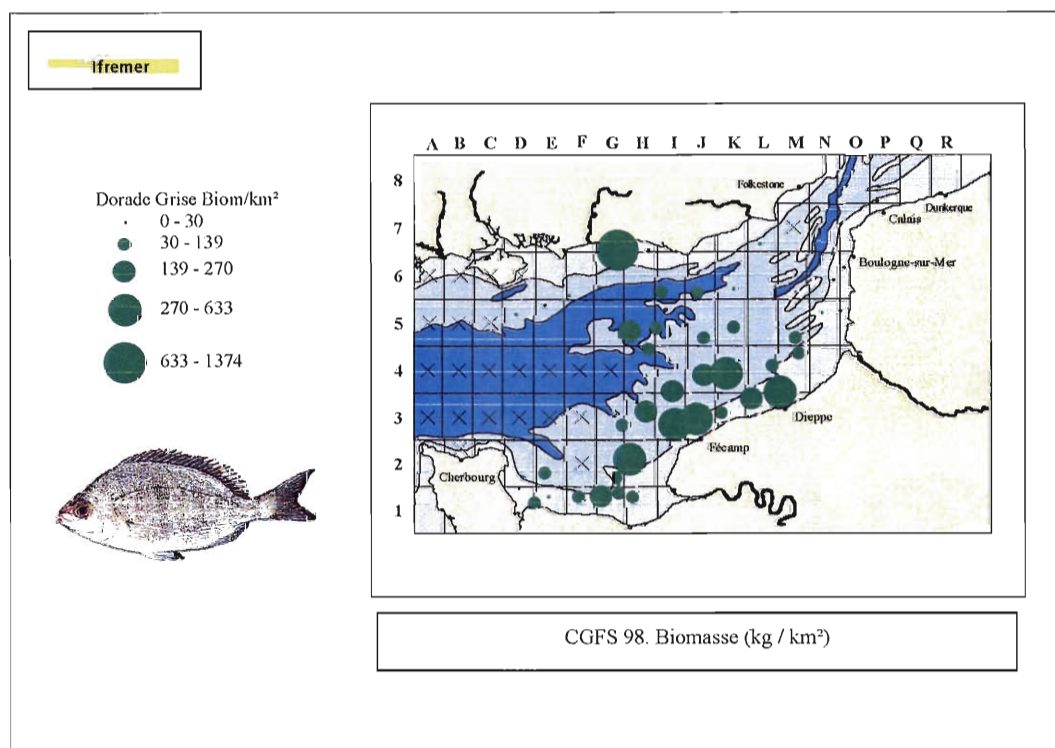 Ifremer
Dorade Grise Biom/km²
0 - 30
30 - 139
139 - 270
270 - 633
633 - 1374
A B C D E F G H I J K L M N O P Q R
8
7
6
5
4
3
2
1
Folkestone
Dunkerque
Calais
Boulogne-sur-Mer
Dieppe
Fécamp
Cherbourg
CGFS 98. Biomasse (kg / km²)